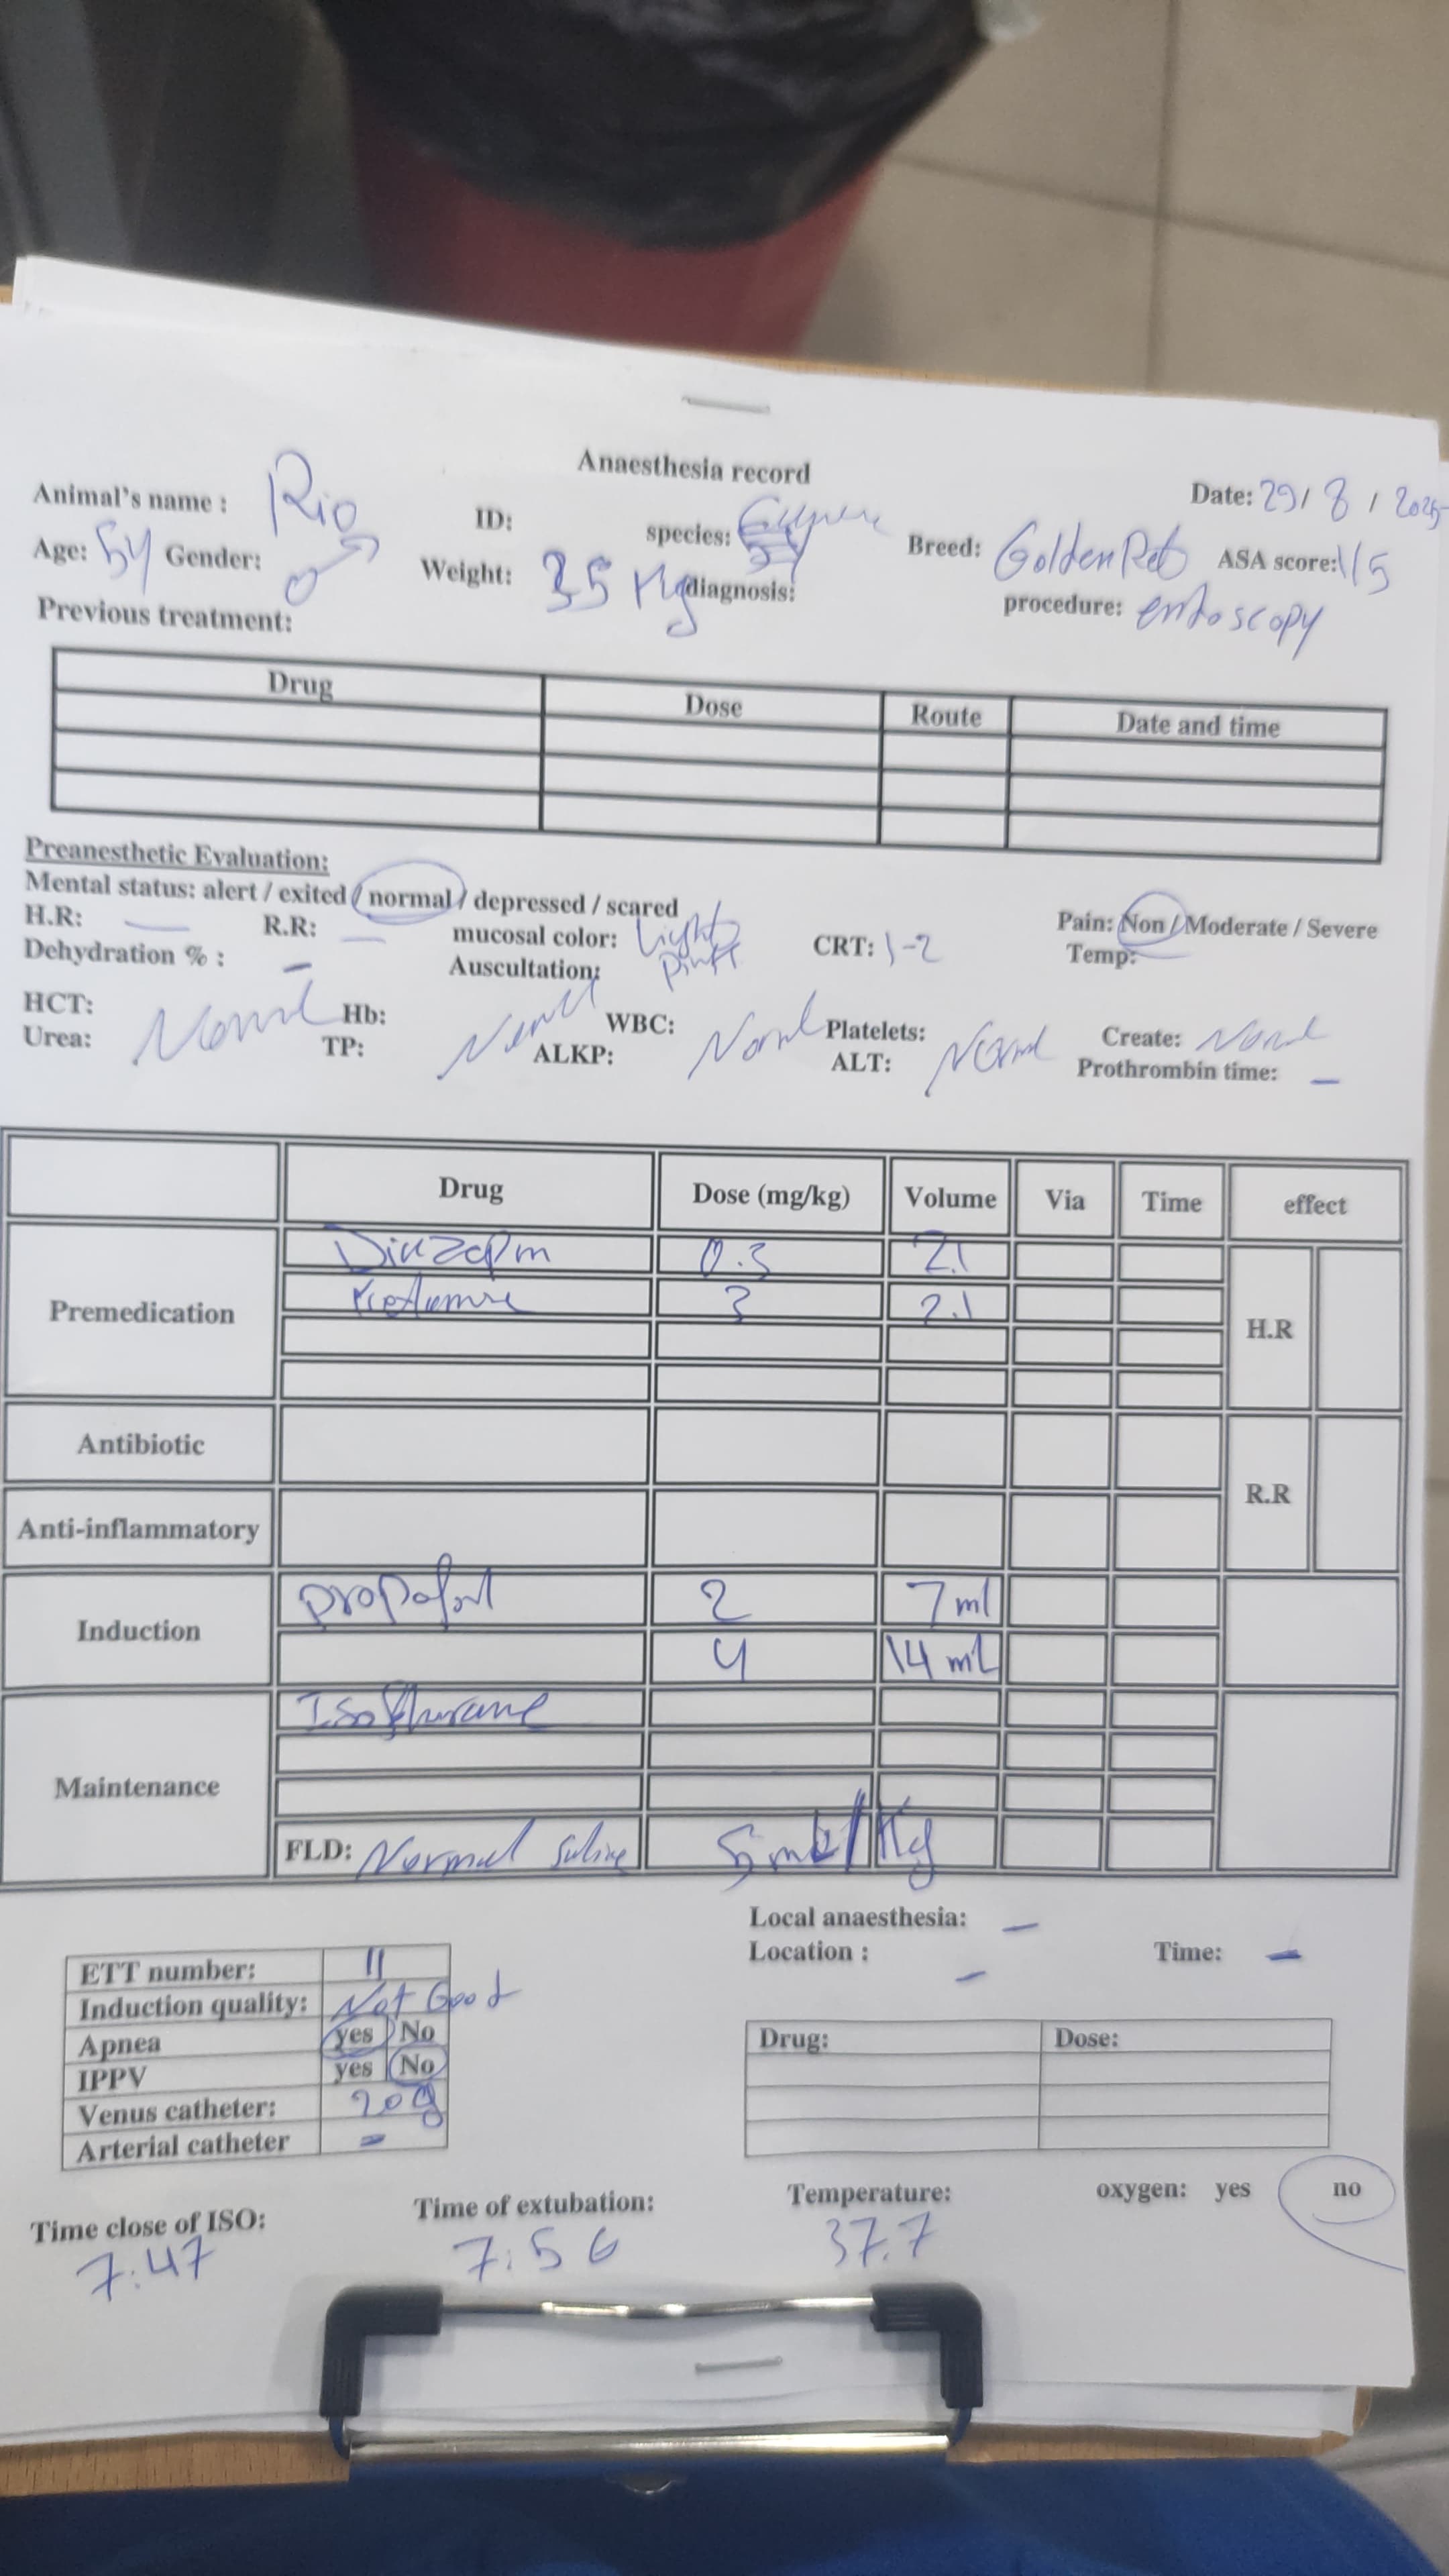 Anaesthesia record
Animal's name : Rio ID: species: Date: 29/ 8 / 2025
Age: 5y Gender: ♂ Weight: 35 Kg diagnosis: Breed: Golden Ret ASA score: 1/5
Previous treatment: procedure: endoscopy
Drug Dose Route Date and time
Preanesthetic Evaluation:
Mental status: alert / exited / normal / depressed / scared Pain: Non / Moderate / Severe
H.R: — R.R: — mucosal color: Light Pink CRT: 1-2 Temp: —
Dehydration % : – Auscultation:
HCT: Normal Hb: Normal WBC: Normal Platelets: Normal Create: Normal
Urea: TP: ALKP: ALT: Prothrombin time: –
Drug Dose (mg/kg) Volume Via Time effect
Premedication Diazepm 0.3 2.1 H.R
Ketamine 3 2.1
Antibiotic R.R
Anti-inflammatory
Induction propofol 2 7 ml
4 14 mL
Maintenance Isoflurane
FLD: Normal Saline 5 mL/Kg
Local anaesthesia: –
Location : – Time: –
ETT number: 11
Induction quality: Not Good
Apnea yes No
IPPV yes No
Venus catheter: 20g
Arterial catheter –
Drug: Dose:
Time close of ISO: Time of extubation: Temperature: oxygen: yes no
7:47 7:56 37.7